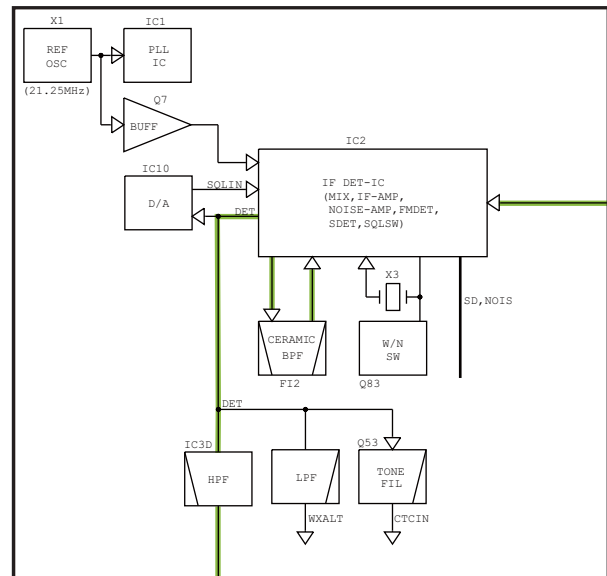 X1
REF
OSC
(21.25MHz)
IC1
PLL
IC
Q7
BUFF
IC10
D/A
SQLIN
DET
IC2
IF DET-IC
(MIX,IF-AMP,
NOISE-AMP,FMDET,
SDET,SQLSW)
X3
CERAMIC
BPF
FI2
W/N
SW
Q83
SD,NOIS
DET
IC3D
HPF
LPF
WXALT
Q53
TONE
FIL
CTCIN